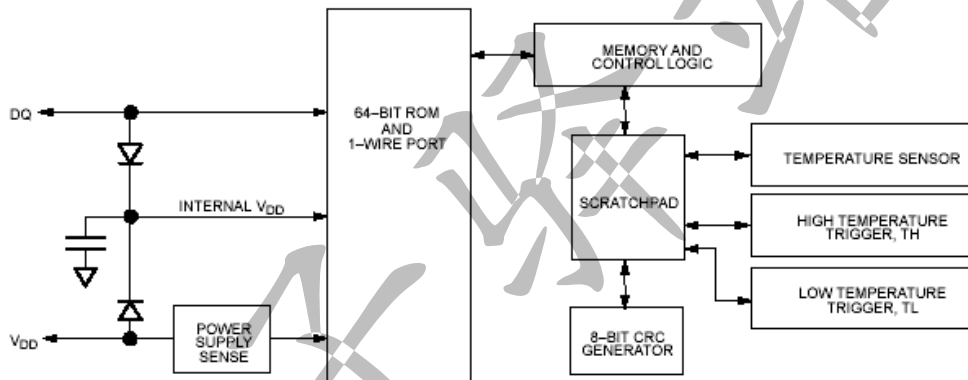 DQ
INTERNAL VDD
VDD
POWER
SUPPLY
SENSE
64–BIT ROM
AND
1–WIRE PORT
MEMORY AND
CONTROL LOGIC
SCRATCHPAD
8–BIT CRC
GENERATOR
TEMPERATURE SENSOR
HIGH TEMPERATURE
TRIGGER, TH
LOW TEMPERATURE
TRIGGER, TL